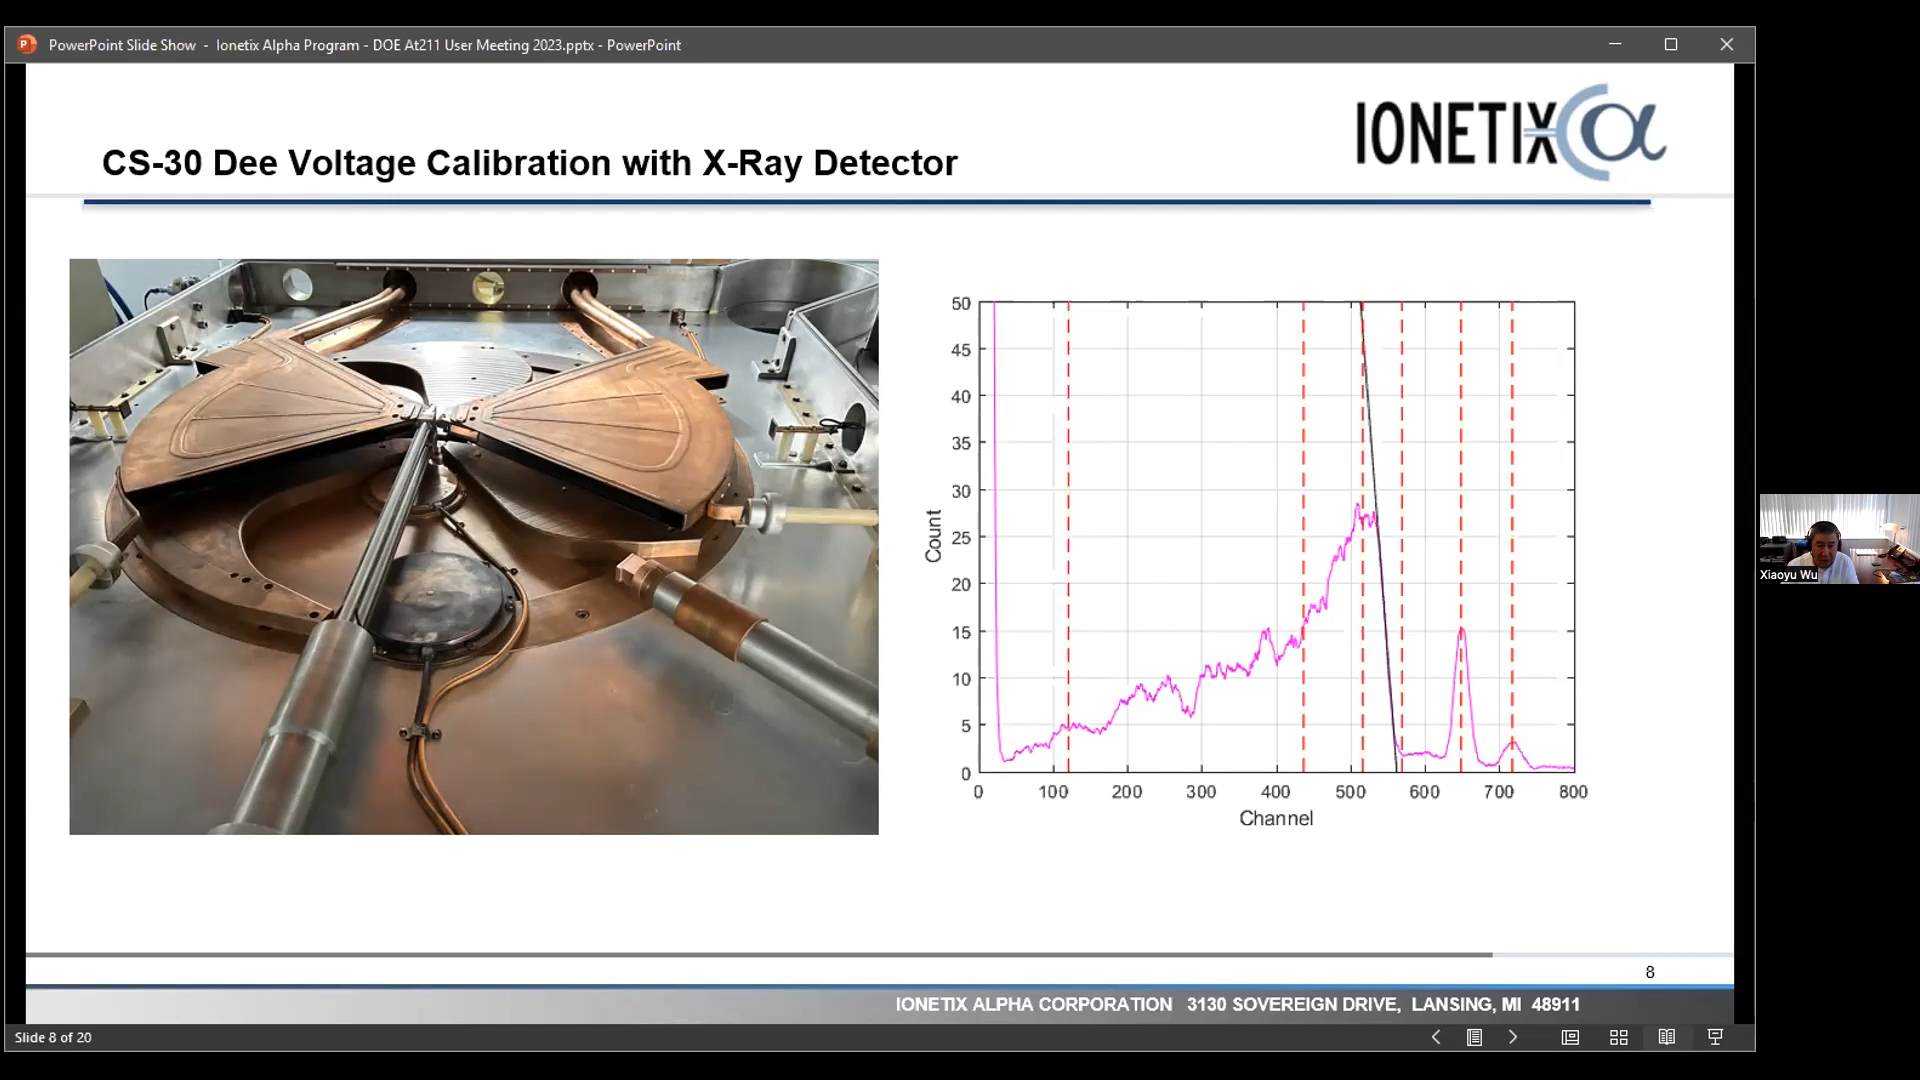 PowerPoint Slide Show - Ionetix Alpha Program - DOE At211 User Meeting 2023.pptx - PowerPoint
IONETIX α
CS-30 Dee Voltage Calibration with X-Ray Detector
50
45
40
35
30
25
20
15
10
5
0
Count
0 100 200 300 400 500 600 700 800
Channel
Xiaoyu Wu
8
IONETIX ALPHA CORPORATION 3130 SOVEREIGN DRIVE, LANSING, MI 48911
Slide 8 of 20